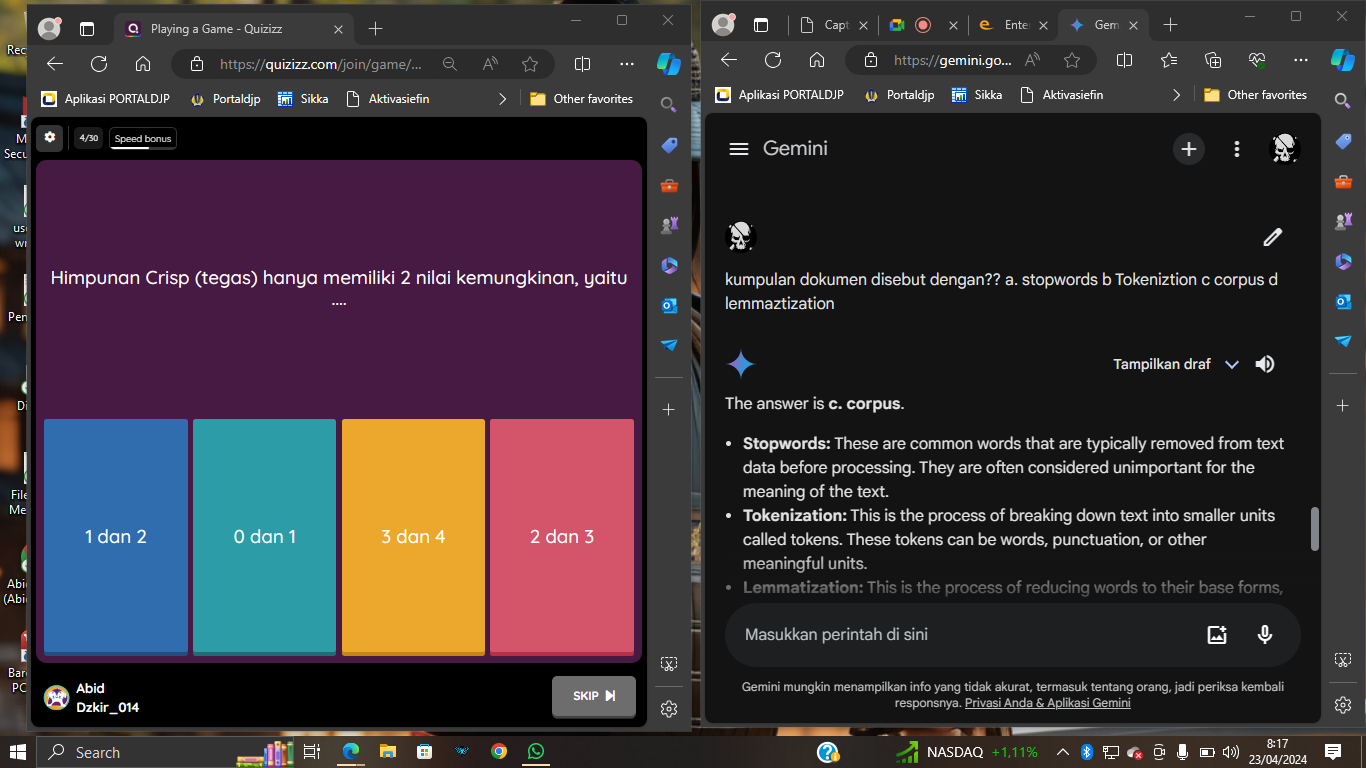 Playing a Game - Quizizz
https://quizizz.com/join/game/...
Aplikasi PORTALDJP
Portaldjp
Sikka
Aktivasiefin
Other favorites
4/30
Speed bonus
Himpunan Crisp (tegas) hanya memiliki 2 nilai kemungkinan, yaitu
....
1 dan 2
0 dan 1
3 dan 4
2 dan 3
Abid
Dzkir_014
SKIP
Capt
Ente
Gem
https://gemini.go...
Aplikasi PORTALDJP
Portaldjp
Sikka
Aktivasiefin
Other favorites
Gemini
kumpulan dokumen disebut dengan?? a. stopwords b Tokeniztion c corpus d
lemmaztization
Tampilkan draf
The answer is c. corpus.
• Stopwords: These are common words that are typically removed from text
data before processing. They are often considered unimportant for the
meaning of the text.
• Tokenization: This is the process of breaking down text into smaller units
called tokens. These tokens can be words, punctuation, or other
meaningful units.
• Lemmatization: This is the process of reducing words to their base forms,
Masukkan perintah di sini
Gemini mungkin menampilkan info yang tidak akurat, termasuk tentang orang, jadi periksa kembali
responsnya. Privasi Anda & Aplikasi Gemini
Search
NASDAQ +1,11%
8:17
23/04/2024